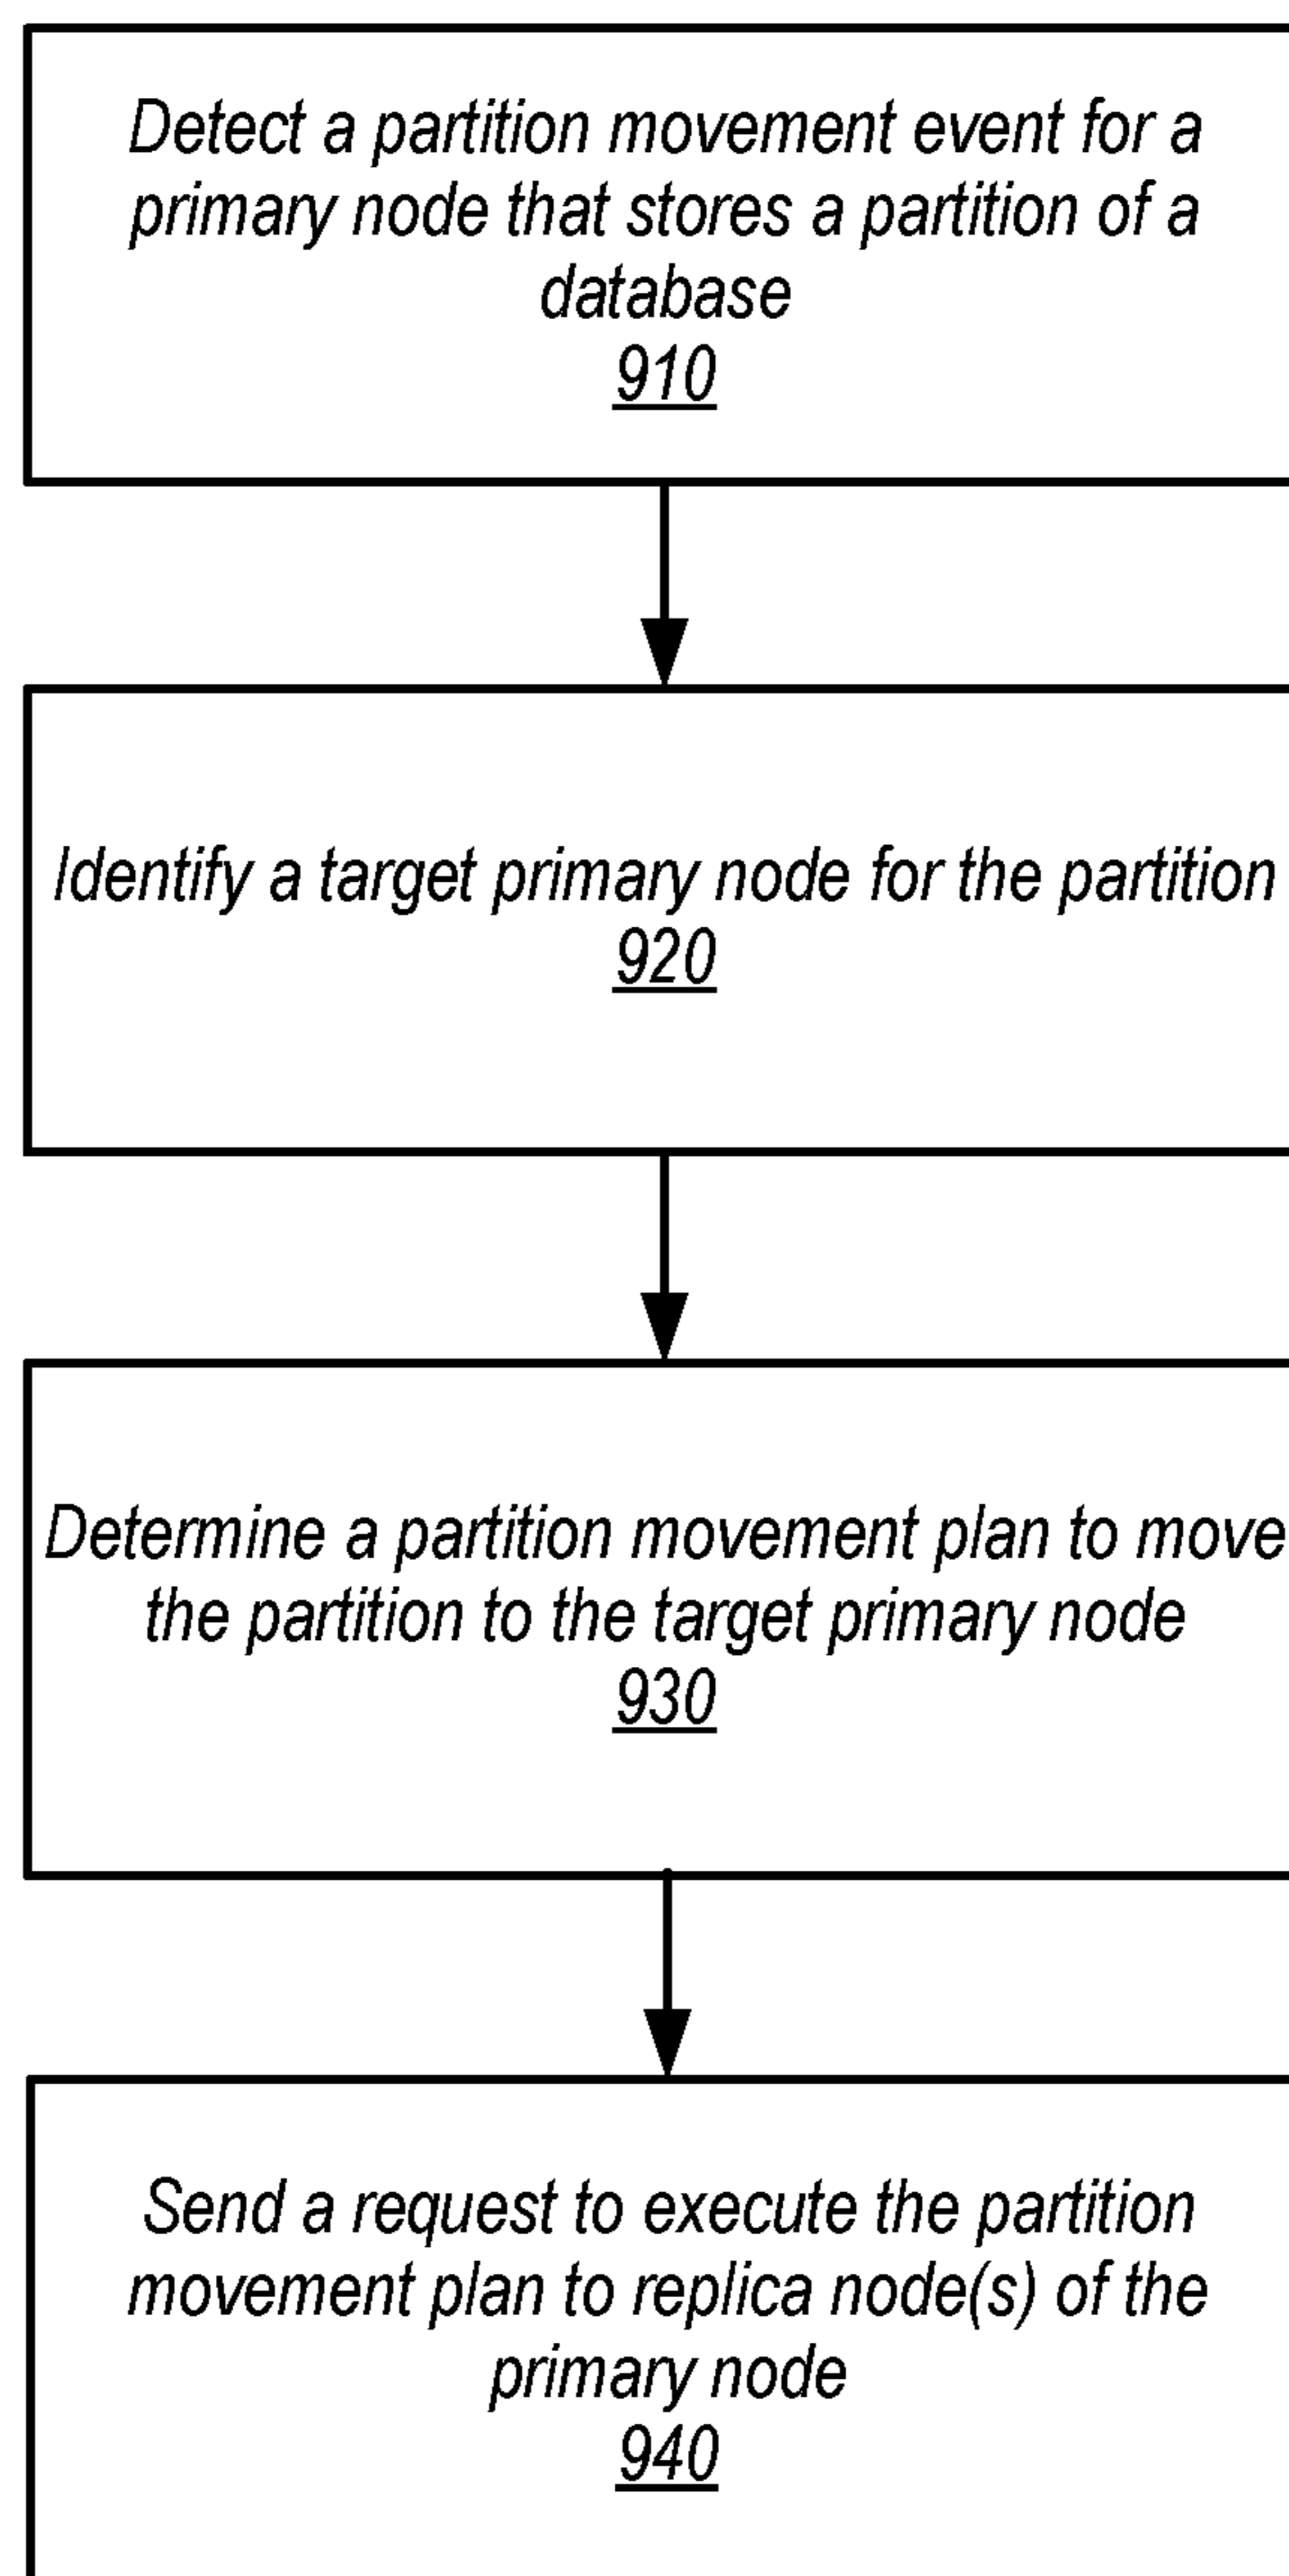 Detect a partition movement event for a
primary node that stores a partition of a
database
910
Identify a target primary node for the partition
920
Determine a partition movement plan to move
the partition to the target primary node
930
Send a request to execute the partition
movement plan to replica node(s) of the
primary node
940